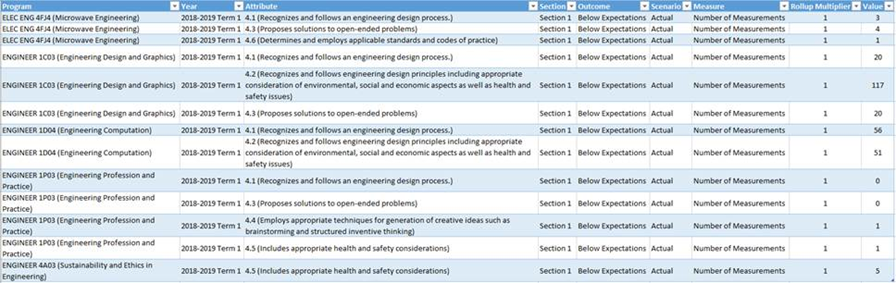 Program Year Attribute Section Outcome Scenario Measure Rollup Multiplier Value
ELEC ENG 4FJ4 (Microwave Engineering) 2018-2019 Term 1 4.1 (Recognizes and follows an engineering design process.) Section 1 Below Expectations Actual Number of Measurements 1 3
ELEC ENG 4FJ4 (Microwave Engineering) 2018-2019 Term 1 4.3 (Proposes solutions to open-ended problems) Section 1 Below Expectations Actual Number of Measurements 1 4
ELEC ENG 4FJ4 (Microwave Engineering) 2018-2019 Term 1 4.6 (Determines and employs applicable standards and codes of practice) Section 1 Below Expectations Actual Number of Measurements 1 1
ENGINEER 1C03 (Engineering Design and Graphics) 2018-2019 Term 1 4.1 (Recognizes and follows an engineering design process.) Section 1 Below Expectations Actual Number of Measurements 1 20
4.2 (Recognizes and follows engineering design principles including appropriate
ENGINEER 1C03 (Engineering Design and Graphics) 2018-2019 Term 1 consideration of environmental, social and economic aspects as well as health and Section 1 Below Expectations Actual Number of Measurements 1 117
safety issues)
ENGINEER 1C03 (Engineering Design and Graphics) 2018-2019 Term 1 4.3 (Proposes solutions to open-ended problems) Section 1 Below Expectations Actual Number of Measurements 1 20
ENGINEER 1D04 (Engineering Computation) 2018-2019 Term 1 4.1 (Recognizes and follows an engineering design process.) Section 1 Below Expectations Actual Number of Measurements 1 56
4.2 (Recognizes and follows engineering design principles including appropriate
ENGINEER 1D04 (Engineering Computation) 2018-2019 Term 1 consideration of environmental, social and economic aspects as well as health and Section 1 Below Expectations Actual Number of Measurements 1 51
safety issues)
ENGINEER 1P03 (Engineering Profession and
Practice) 2018-2019 Term 1 4.1 (Recognizes and follows an engineering design process.) Section 1 Below Expectations Actual Number of Measurements 1 0
ENGINEER 1P03 (Engineering Profession and
Practice) 2018-2019 Term 1 4.3 (Proposes solutions to open-ended problems) Section 1 Below Expectations Actual Number of Measurements 1 0
ENGINEER 1P03 (Engineering Profession and 4.4 (Employs appropriate techniques for generation of creative ideas such as
Practice) 2018-2019 Term 1 brainstorming and structured inventive thinking) Section 1 Below Expectations Actual Number of Measurements 1 1
ENGINEER 1P03 (Engineering Profession and
Practice) 2018-2019 Term 1 4.5 (Includes appropriate health and safety considerations) Section 1 Below Expectations Actual Number of Measurements 1 1
ENGINEER 4A03 (Sustainability and Ethics in
Engineering) 2018-2019 Term 1 4.5 (Includes appropriate health and safety considerations) Section 1 Below Expectations Actual Number of Measurements 1 5